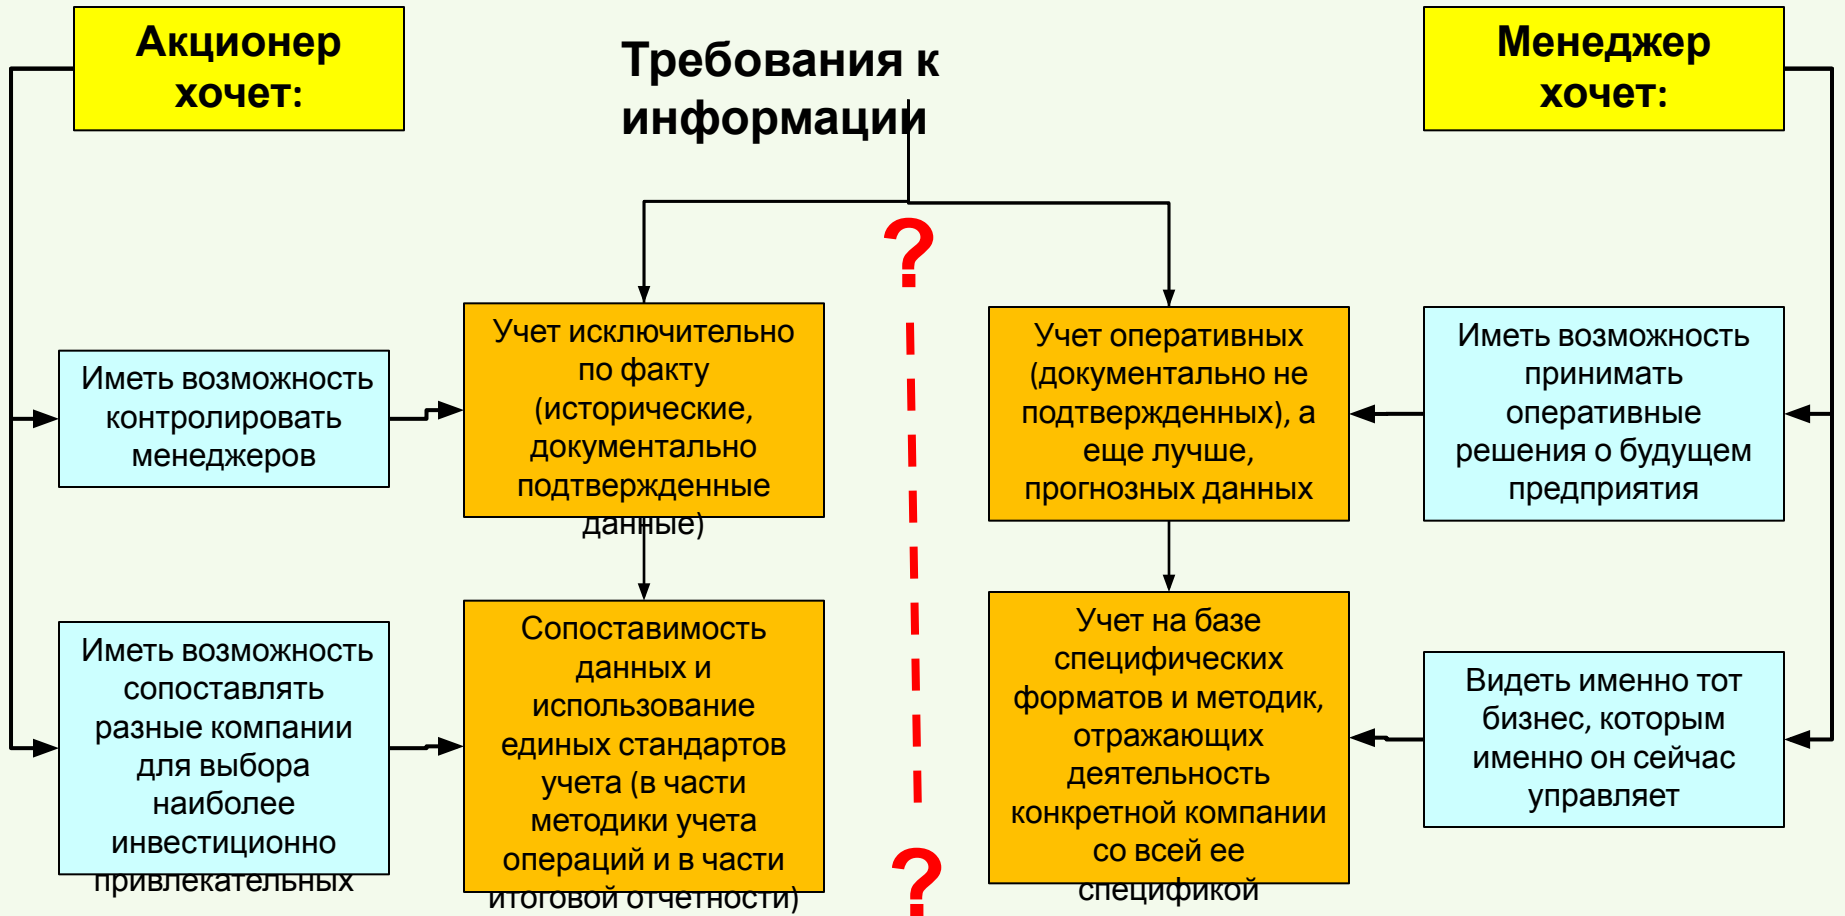 Акционер
хочет:
Требования к
информации
Менеджер
хочет:
?
Иметь возможность
контролировать
менеджеров
Учет исключительно
по факту
(исторические,
документально
подтвержденные
данные)
Учет оперативных
(документально не
подтвержденных), а
еще лучше,
прогнозных данных
Иметь возможность
принимать
оперативные
решения о будущем
предприятия
Иметь возможность
сопоставлять
разные компании
для выбора
наиболее
инвестиционно
привлекательных
Сопоставимость
данных и
использование
единых стандартов
учета (в части
методики учета
операций и в части
итоговой отчетности)
Учет на базе
специфических
форматов и методик,
отражающих
деятельность
конкретной компании
со всей ее
спецификой
Видеть именно тот
бизнес, которым
именно он сейчас
управляет
?